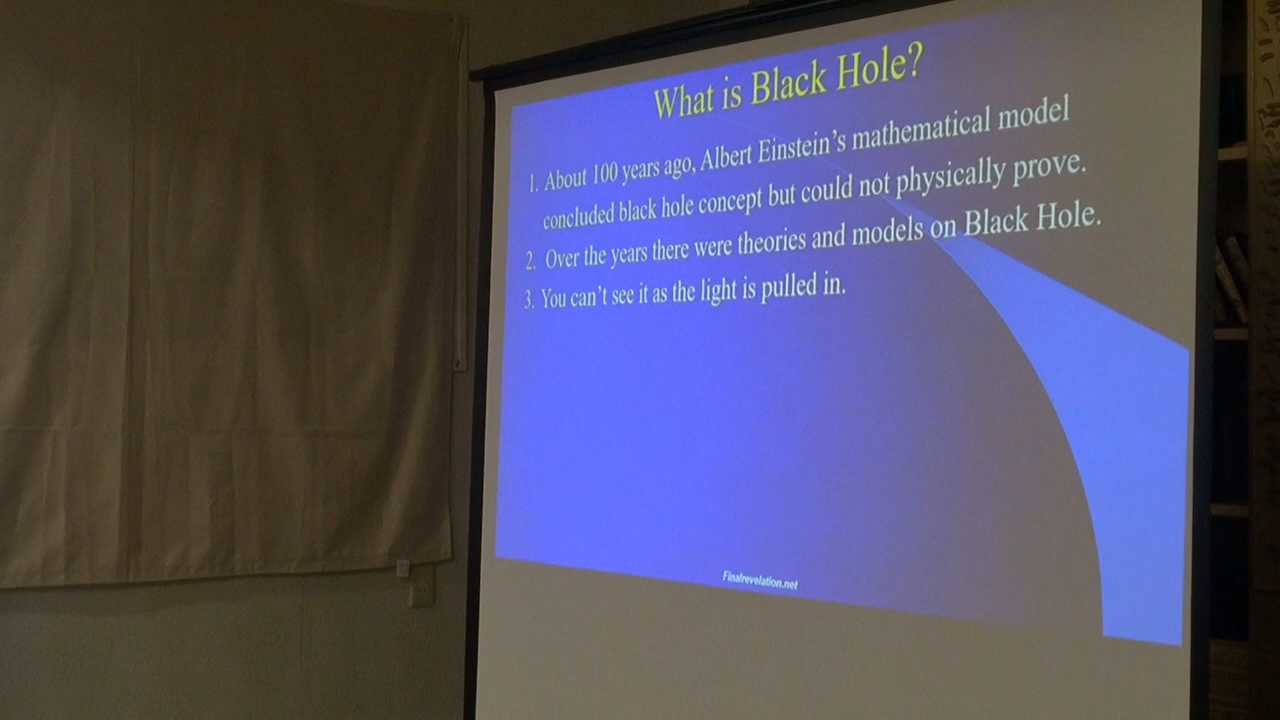 What is Black Hole?
1. About 100 years ago, Albert Einstein's mathematical model
concluded black hole concept but could not physically prove.
2. Over the years there were theories and models on Black Hole.
3. You can't see it as the light is pulled in.
Finalrevelation.net